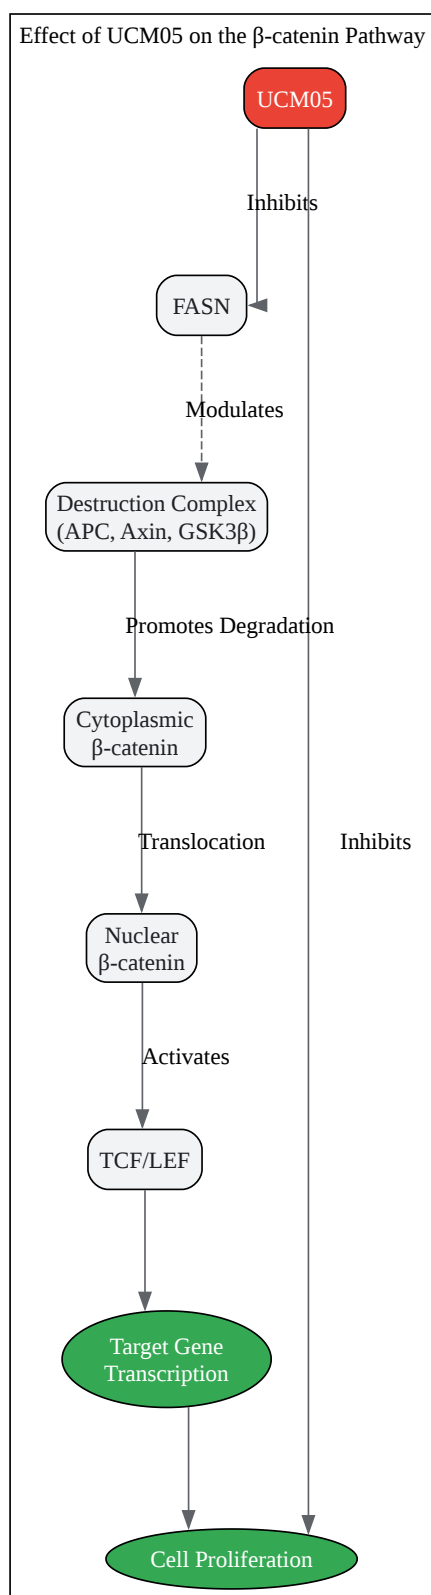 Effect of UCM05 on the β-catenin Pathway
UCM05
Inhibits
FASN
Modulates
Destruction Complex
(APC, Axin, GSK3β)
Promotes Degradation
Cytoplasmic
β-catenin
Translocation
Inhibits
Nuclear
β-catenin
Activates
TCF/LEF
Target Gene
Transcription
Cell Proliferation